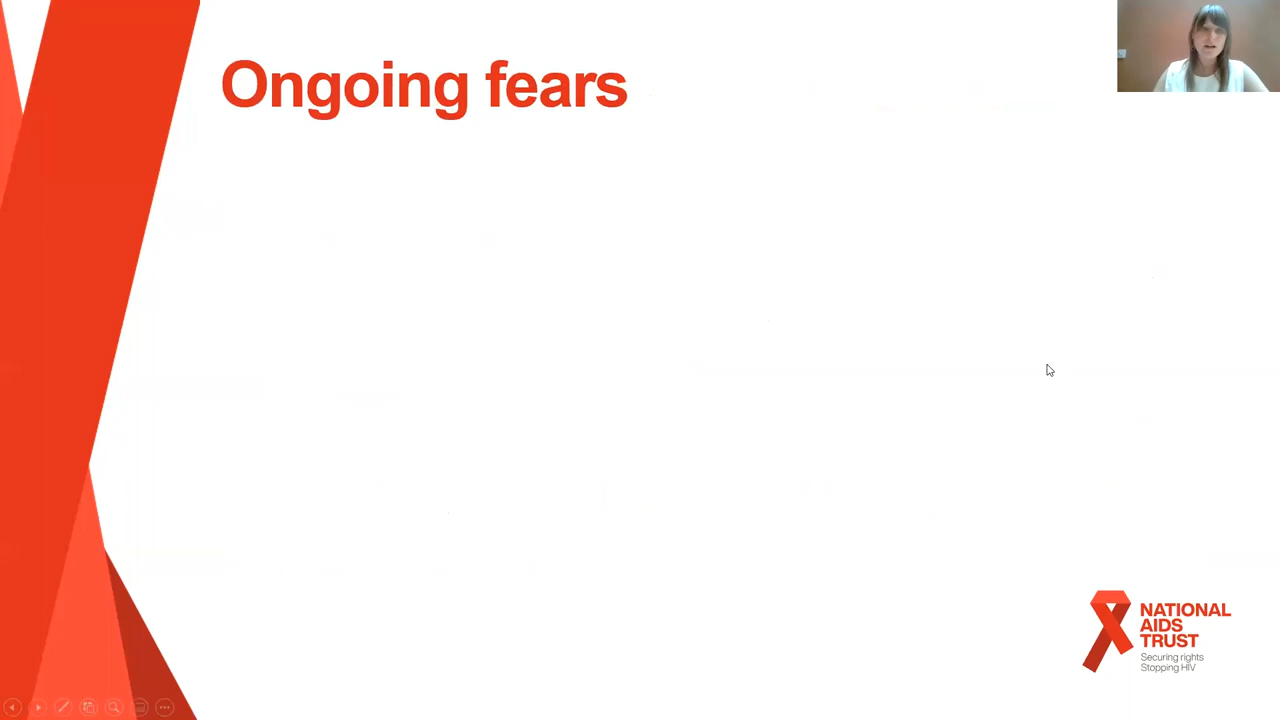 Ongoing fears
NATIONAL
AIDS
TRUST
Securing rights
Stopping HIV